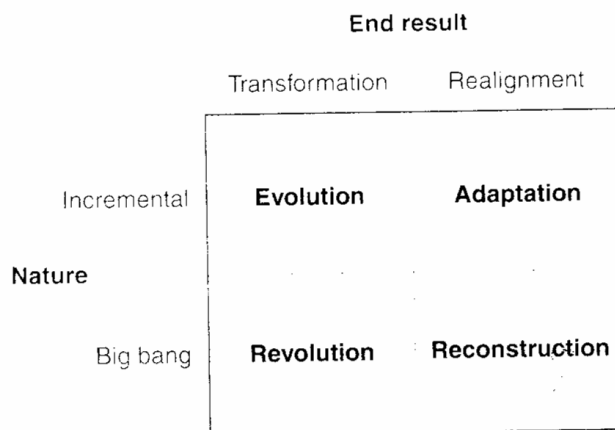 End result
Transformation Realignment
Incremental Evolution Adaptation
Nature
Big bang Revolution Reconstruction